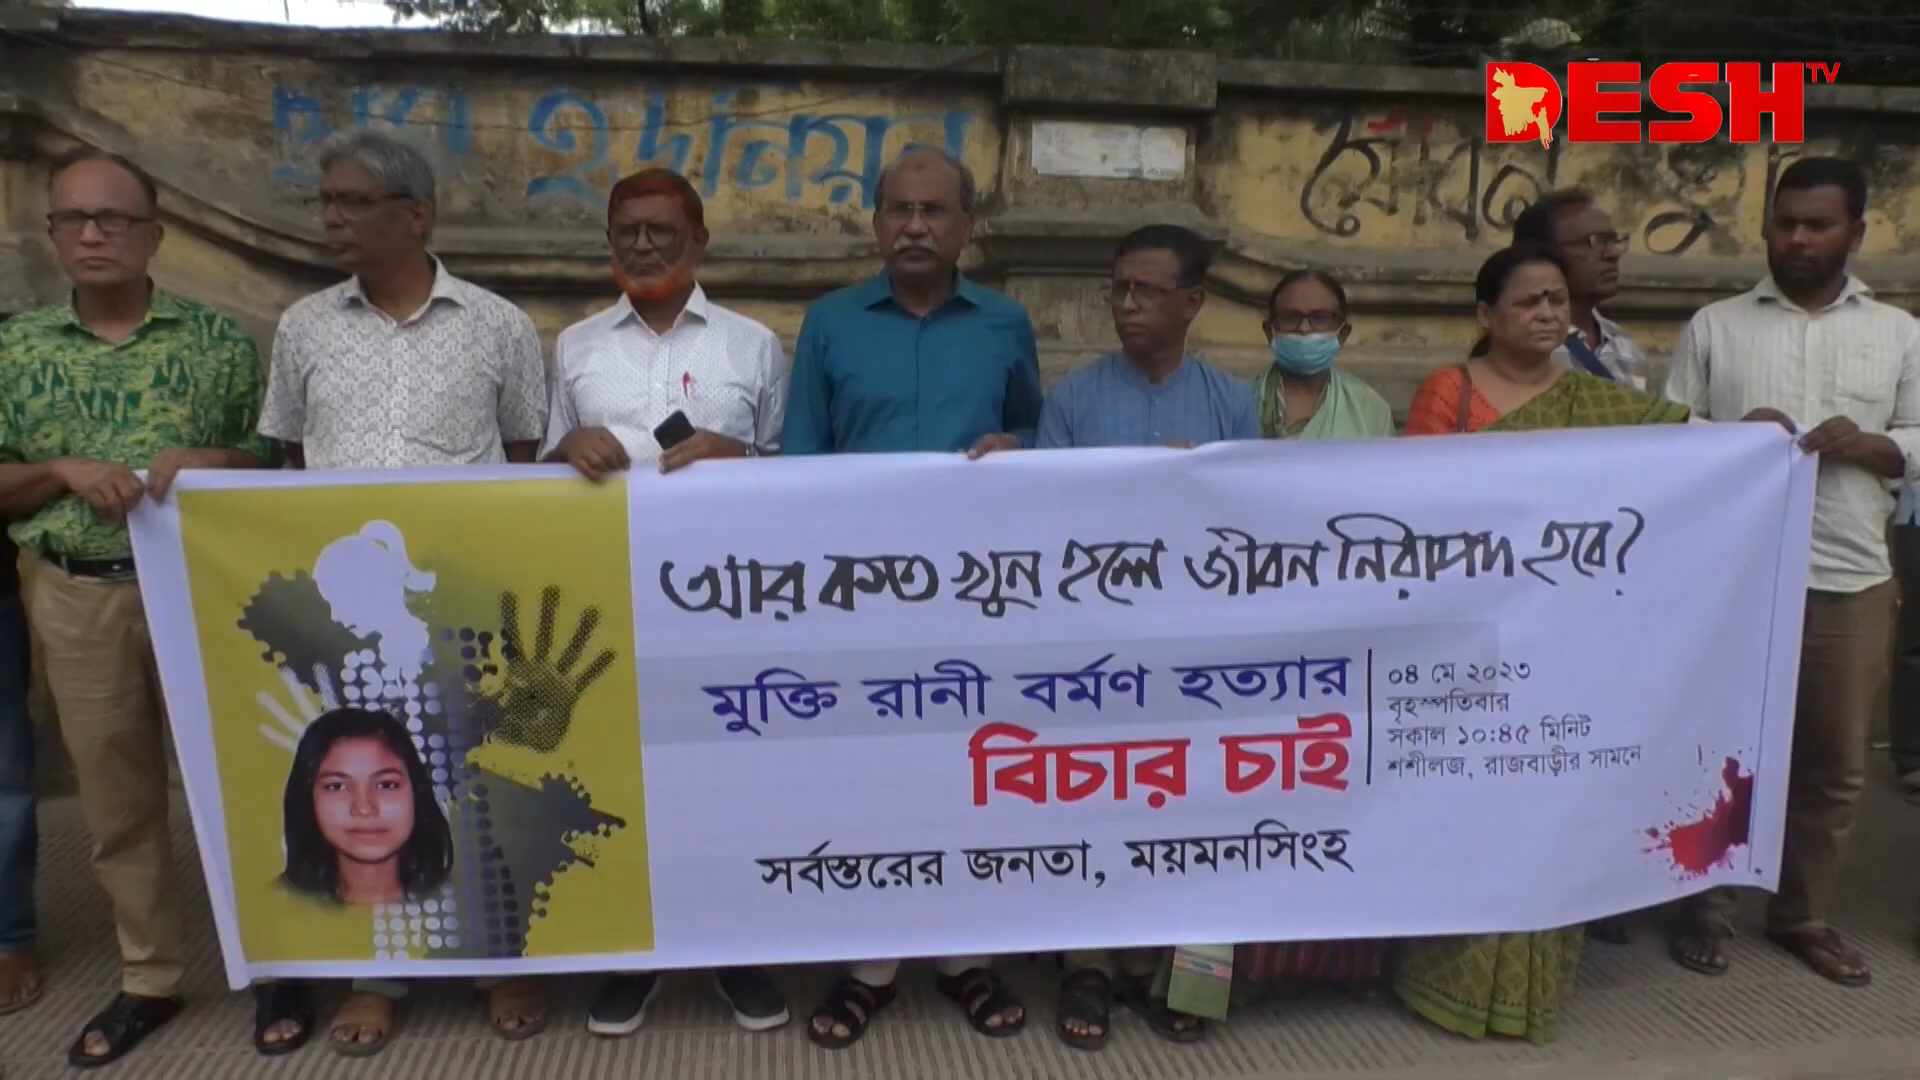 DESH TV
আর কত খুন হলে জীবন নিরাপদ হবে?
মুক্তি রানী বর্মণ হত্যার
বিচার চাই
০৪ মে ২০২৩
বৃহস্পতিবার
সকাল ১০:৪৫ মিনিট
শশীলজ, রাজবাড়ীর সামনে
সর্বস্তরের জনতা, ময়মনসিংহ